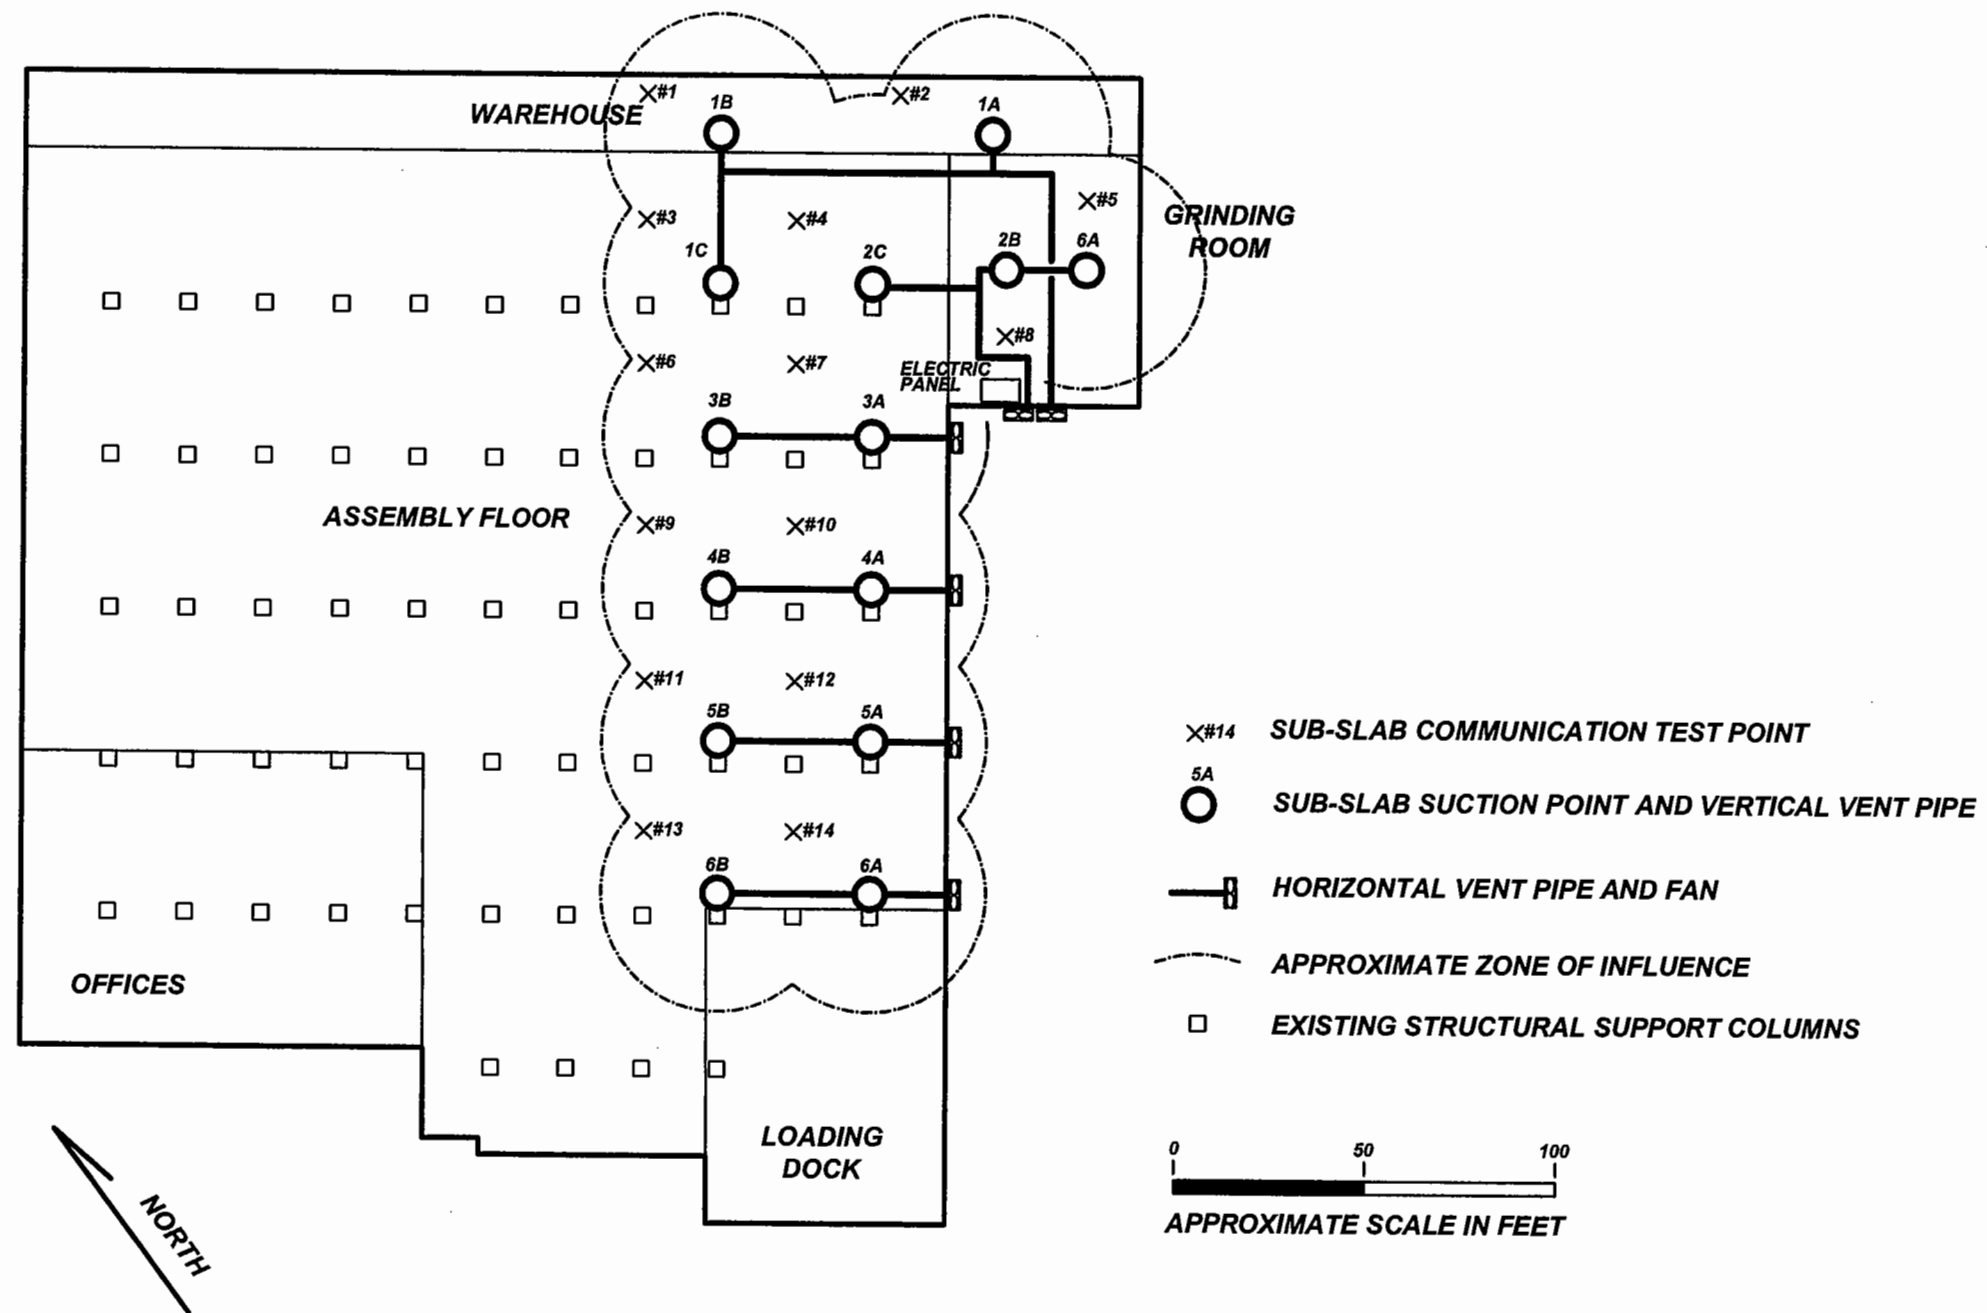 #1
#2
WAREHOUSE
1B
1A
#3
#4
#5
GRINDING
ROOM
1C
2C
2B
6A
#8
#6
#7
ELECTRIC
PANEL
3B
3A
ASSEMBLY FLOOR
#9
#10
4B
4A
#11
#12
5B
5A
#13
#14
6B
6A
OFFICES
LOADING
DOCK
NORTH
#14 SUB-SLAB COMMUNICATION TEST POINT
5A
SUB-SLAB SUCTION POINT AND VERTICAL VENT PIPE
HORIZONTAL VENT PIPE AND FAN
APPROXIMATE ZONE OF INFLUENCE
EXISTING STRUCTURAL SUPPORT COLUMNS
0 50 100
APPROXIMATE SCALE IN FEET